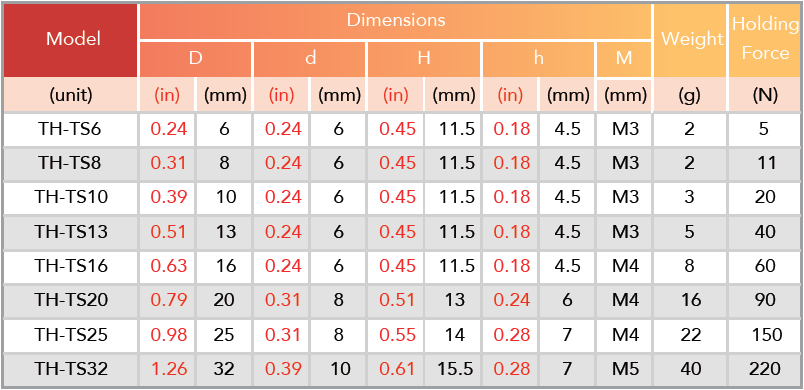 Model Dimensions Weight Holding Force
D d H h M
(unit) (in) (mm) (in) (mm) (in) (mm) (in) (mm) (mm) (g) (N)
TH-TS6 0.24 6 0.24 6 0.45 11.5 0.18 4.5 M3 2 5
TH-TS8 0.31 8 0.24 6 0.45 11.5 0.18 4.5 M3 2 11
TH-TS10 0.39 10 0.24 6 0.45 11.5 0.18 4.5 M3 3 20
TH-TS13 0.51 13 0.24 6 0.45 11.5 0.18 4.5 M3 5 40
TH-TS16 0.63 16 0.24 6 0.45 11.5 0.18 4.5 M4 8 60
TH-TS20 0.79 20 0.31 8 0.51 13 0.24 6 M4 16 90
TH-TS25 0.98 25 0.31 8 0.55 14 0.28 7 M4 22 150
TH-TS32 1.26 32 0.39 10 0.61 15.5 0.28 7 M5 40 220